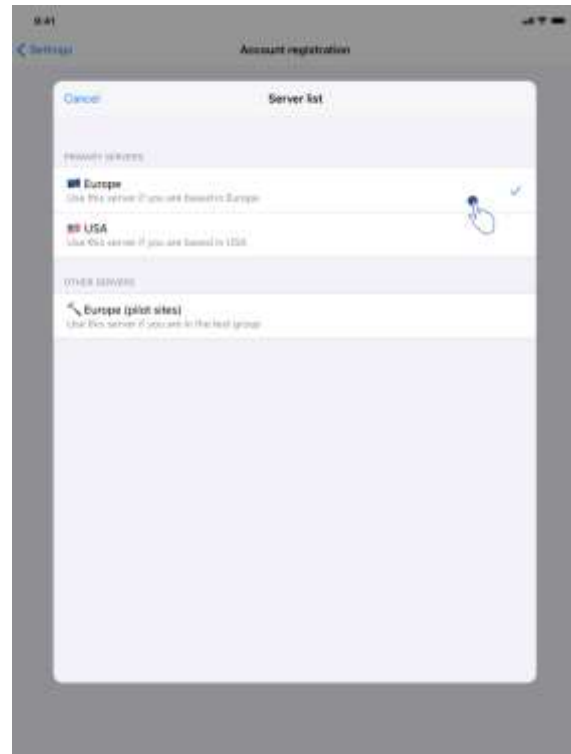 9:41
Settings
Account registration
Cancel
Server list
PRIMARY SERVERS
Europe
Use this server if you are based in Europe
USA
Use this server if you are based in USA
OTHER SERVERS
Europe (pilot sites)
Use this server if you are in the test group